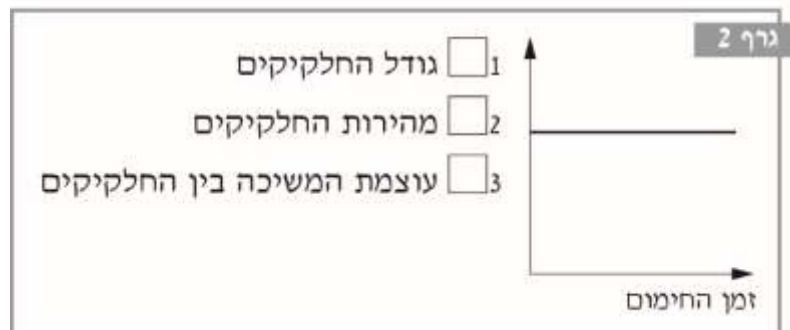 גרף 2
1 גודל החלקיקים
2 מהירות החלקיקים
3 עוצמת המשיכה בין החלקיקים
זמן החימום